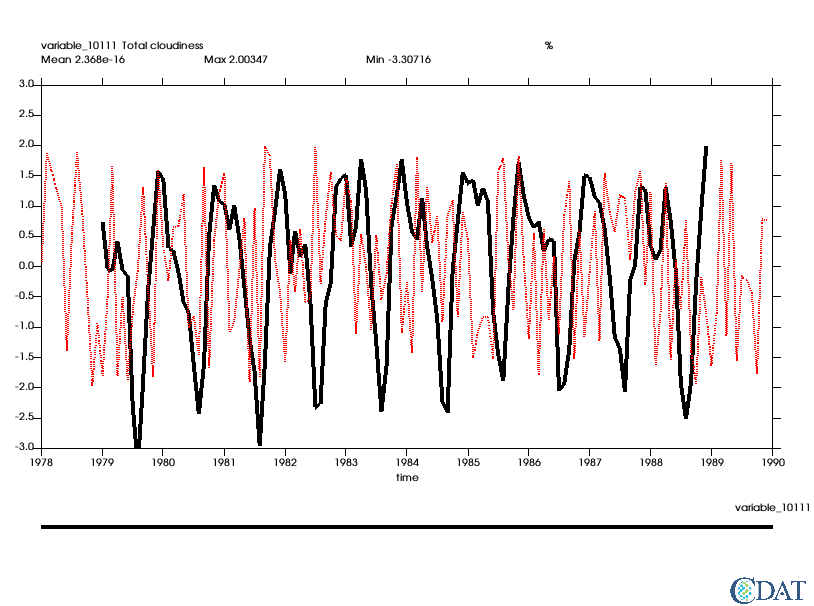 variable_10111 Total cloudiness %
Mean 2.368e-16 Max 2.00347 Min -3.30716
3.0
2.5
2.0
1.5
1.0
0.5
0.0
-0.5
-1.0
-1.5
-2.0
-2.5
-3.0
1978 1979 1980 1981 1982 1983 1984 1985 1986 1987 1988 1989 1990
time
variable_10111
CDAT